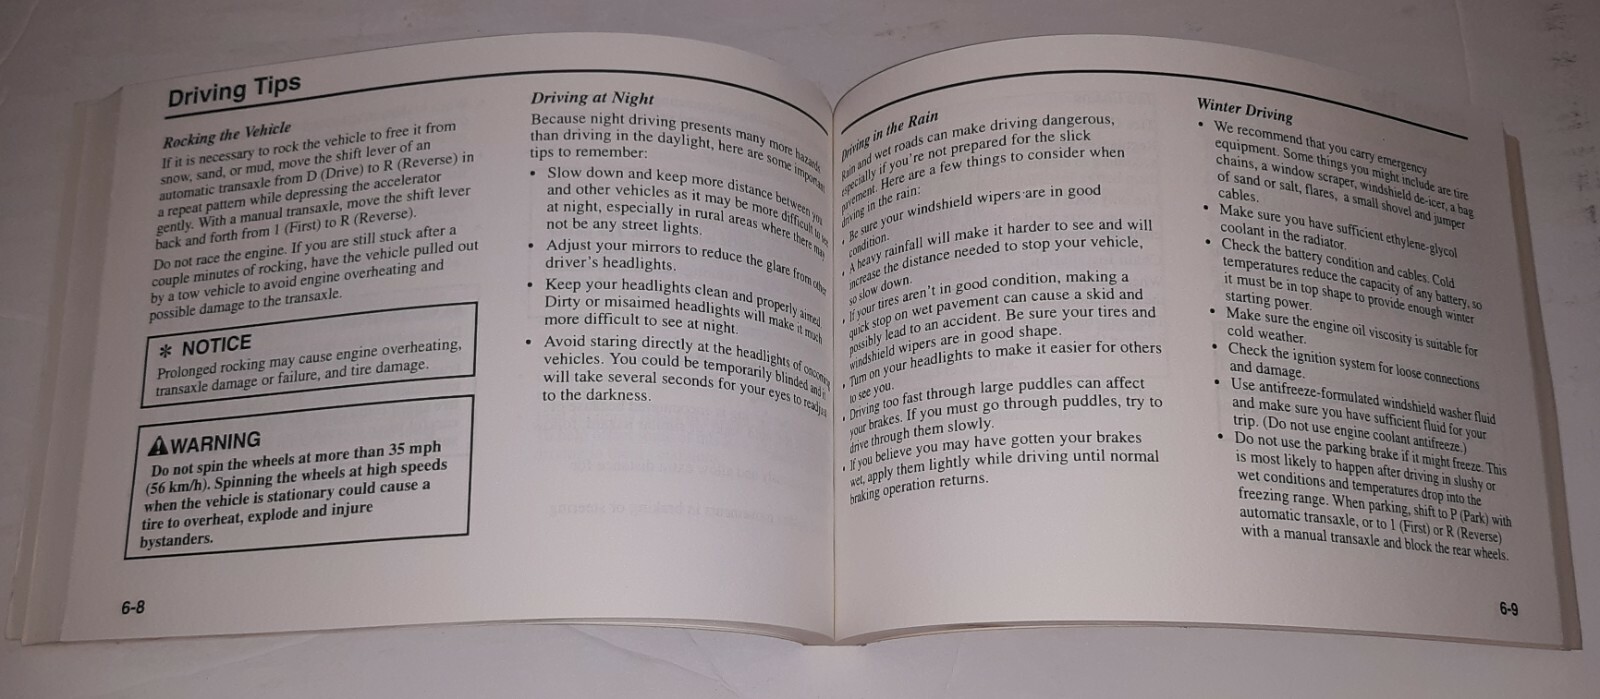 Driving Tips
Rocking the Vehicle
If it is necessary to rock the vehicle to free it from
snow, sand, or mud, move the shift lever of an
automatic transaxle from D (Drive) to R (Reverse) in
a repeat pattern while depressing the accelerator
gently. With a manual transaxle, move the shift lever
back and forth from 1 (First) to R (Reverse).
Do not race the engine. If you are still stuck after a
couple minutes of rocking, have the vehicle pulled out
by a tow vehicle to avoid engine overheating and
possible damage to the transaxle.
✻ NOTICE
Prolonged rocking may cause engine overheating,
transaxle damage or failure, and tire damage.
⚠WARNING
Do not spin the wheels at more than 35 mph
(56 km/h). Spinning the wheels at high speeds
when the vehicle is stationary could cause a
tire to overheat, explode and injure
bystanders.
6-8
Driving at Night
Because night driving presents many more hazards
than driving in the daylight, here are some important
tips to remember:
• Slow down and keep more distance between you
and other vehicles as it may be more difficult to see
at night, especially in rural areas where there may
not be any street lights.
• Adjust your mirrors to reduce the glare from other
driver's headlights.
• Keep your headlights clean and properly aimed
Dirty or misaimed headlights will make it much
more difficult to see at night.
• Avoid staring directly at the headlights of oncoming
vehicles. You could be temporarily blinded and it
will take several seconds for your eyes to readjust
to the darkness.
Driving in the Rain
Rain and wet roads can make driving dangerous,
especially if you're not prepared for the slick
pavement. Here are a few things to consider when
driving in the rain:
• Be sure your windshield wipers are in good
condition.
• A heavy rainfall will make it harder to see and will
increase the distance needed to stop your vehicle,
so slow down.
• If your tires aren't in good condition, making a
quick stop on wet pavement can cause a skid and
possibly lead to an accident. Be sure your tires and
windshield wipers are in good shape.
• Turn on your headlights to make it easier for others
to see you.
• Driving too fast through large puddles can affect
your brakes. If you must go through puddles, try to
drive through them slowly.
• If you believe you may have gotten your brakes
wet, apply them lightly while driving until normal
braking operation returns.
Winter Driving
• We recommend that you carry emergency
equipment. Some things you might include are tire
chains, a window scraper, windshield de-icer, a bag
of sand or salt, flares, a small shovel and jumper
cables.
• Make sure you have sufficient ethylene-glycol
coolant in the radiator.
• Check the battery condition and cables. Cold
temperatures reduce the capacity of any battery, so
it must be in top shape to provide enough winter
starting power.
• Make sure the engine oil viscosity is suitable for
cold weather.
• Check the ignition system for loose connections
and damage.
• Use antifreeze-formulated windshield washer fluid
and make sure you have sufficient fluid for your
trip. (Do not use engine coolant antifreeze.)
• Do not use the parking brake if it might freeze. This
is most likely to happen after driving in slushy or
wet conditions and temperatures drop into the
freezing range. When parking, shift to P (Park) with
automatic transaxle, or to 1 (First) or R (Reverse)
with a manual transaxle and block the rear wheels.
6-9